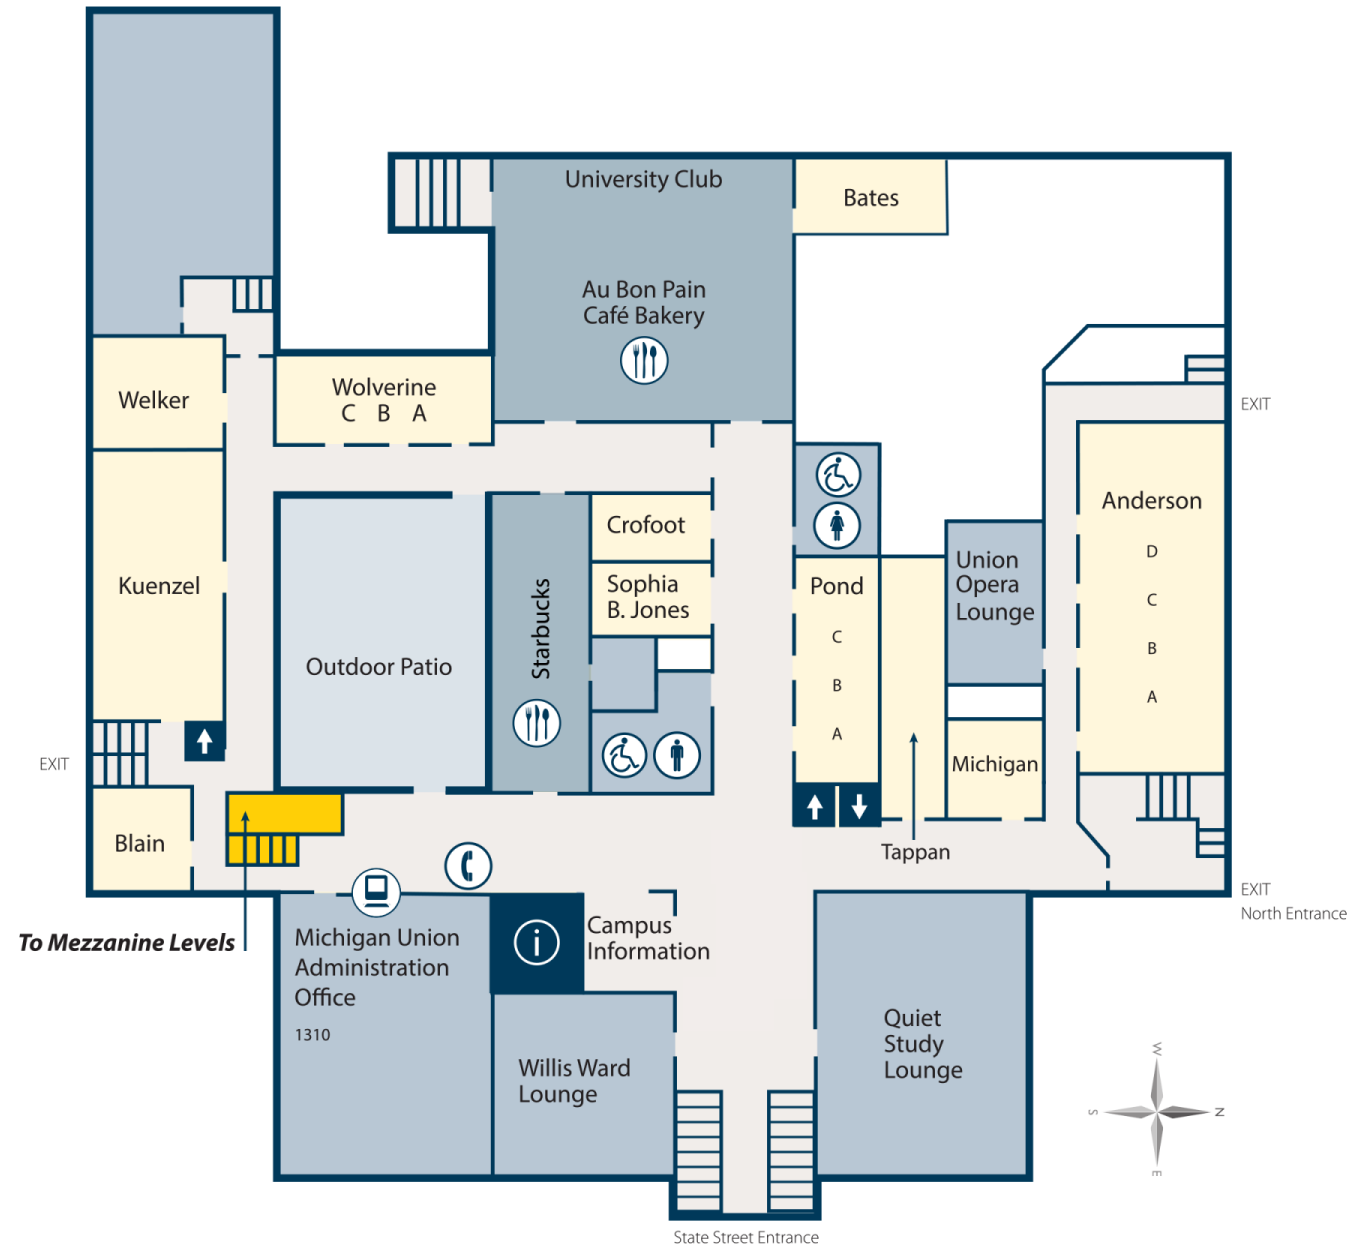 University Club
Bates
Au Bon Pain
Café Bakery
Welker
Wolverine
C B A
EXIT
Anderson
D
C
B
A
Crofoot
Sophia
B. Jones
Kuenzel
Starbucks
Pond
C
B
A
Union
Opera
Lounge
Outdoor Patio
Michigan
EXIT
Blain
Tappan
EXIT
North Entrance
To Mezzanine Levels
Michigan Union
Administration
Office
1310
i
Campus
Information
Willis Ward
Lounge
Quiet
Study
Lounge
W
S
N
E
State Street Entrance